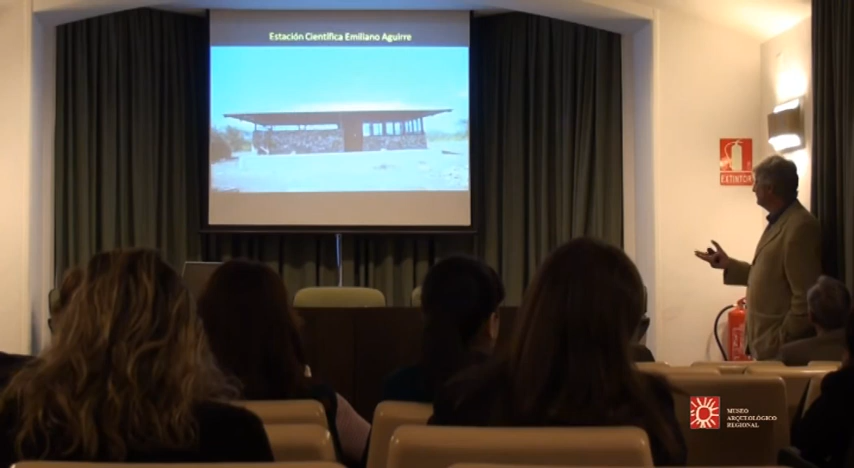 Estación Científica Emiliano Aguirre
EXTINTOR
MUSEO
ARQUEOLÓGICO
REGIONAL